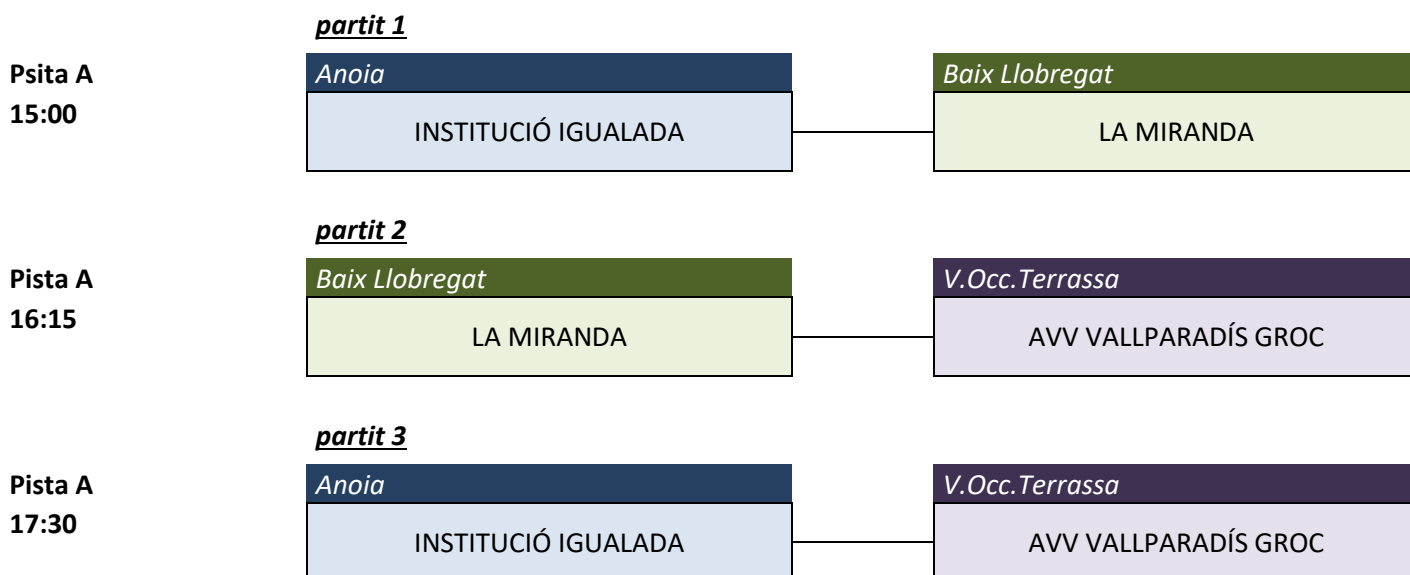 partit 1
Psita A
Anoia
Baix Llobregat
15:00
INSTITUCIÓ IGUALADA
LA MIRANDA
partit 2
Pista A
Baix Llobregat
V.Occ.Terrassa
16:15
LA MIRANDA
AVV VALLPARADÍS GROC
partit 3
Pista A
Anoia
V.Occ.Terrassa
17:30
INSTITUCIÓ IGUALADA
AVV VALLPARADÍS GROC